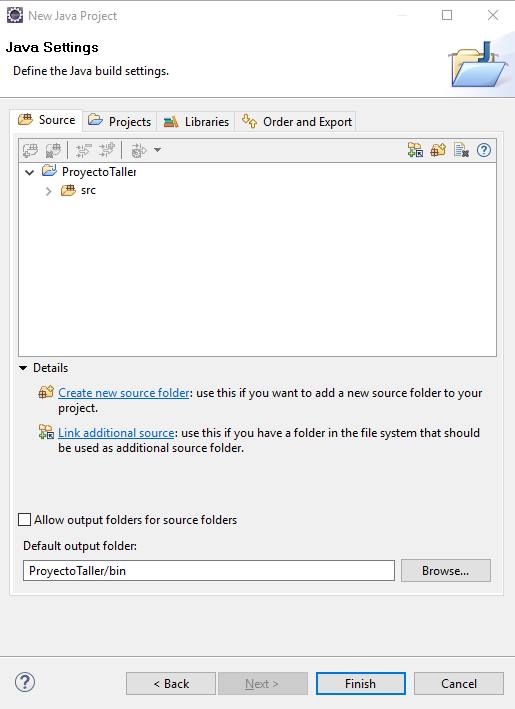 New Java Project
Java Settings
Define the Java build settings.
Source
Projects
Libraries
Order and Export
ProyectoTaller
src
Details
Create new source folder: use this if you want to add a new source folder to your
project.
Link additional source: use this if you have a folder in the file system that should
be used as additional source folder.
Allow output folders for source folders
Default output folder:
ProyectoTaller/bin
Browse...
< Back
Next >
Finish
Cancel